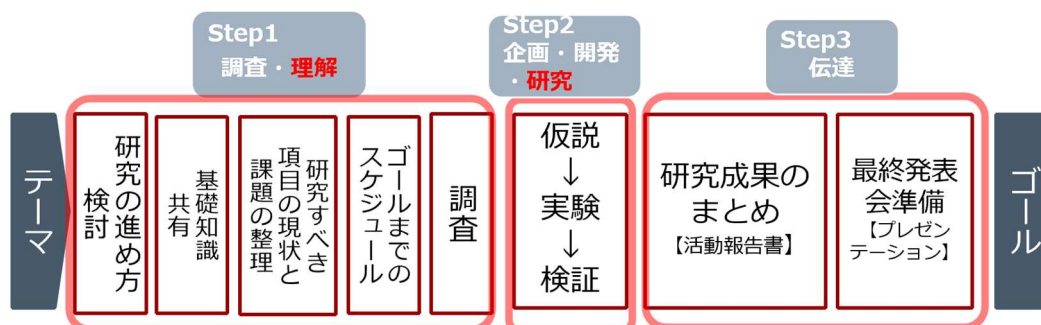 Step1
調査・理解
Step2
企画・開発
・研究
Step3
伝達
テーマ
研究の進め方
検討
基礎知識
共有
研究すべき
項目の現状と
課題の整理
ゴールまでの
スケジュール
調査
仮説
↓
実験
↓
検証
研究成果の
まとめ
【活動報告書】
最終発表
会準備
【プレゼン
テーション】
ゴール